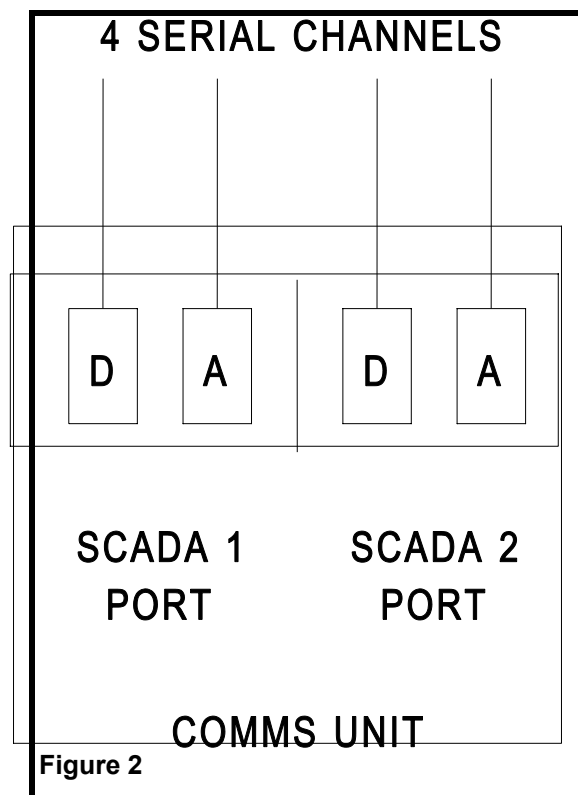 4 SERIAL CHANNELS
D A D A
SCADA 1 SCADA 2
PORT PORT
COMMS UNIT
Figure 2